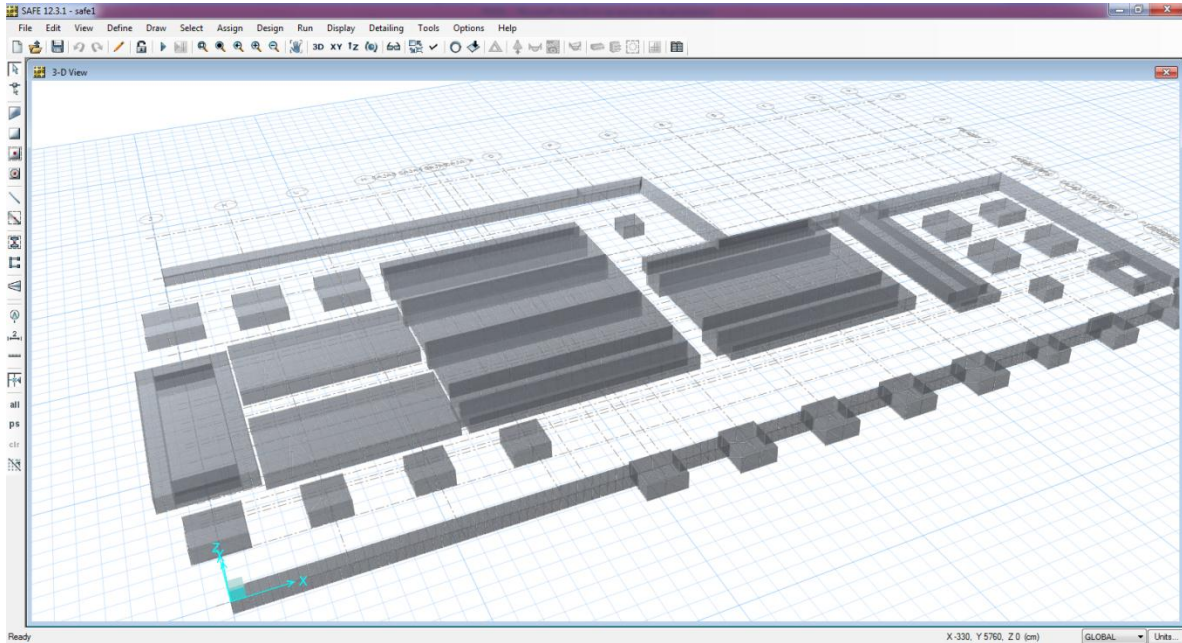 SAFE 12.3.1 - safe1
File Edit View Define Draw Select Assign Design Run Display Detailing Tools Options Help
3D XY
3-D View
all
ps
clr
Z
X
Ready X -330, Y 5760, Z 0 (cm) GLOBAL Units...